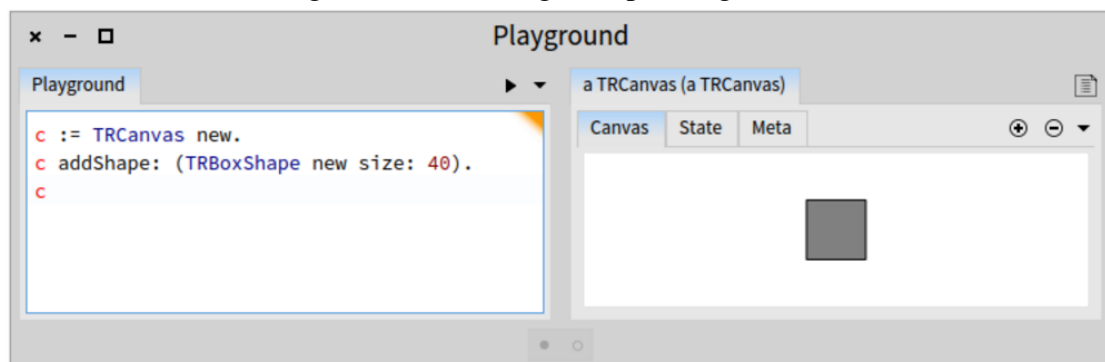 Playground
Playground
c := TRCanvas new.
c addShape: (TRBoxShape new size: 40).
c
a TRCanvas (a TRCanvas)
Canvas State Meta